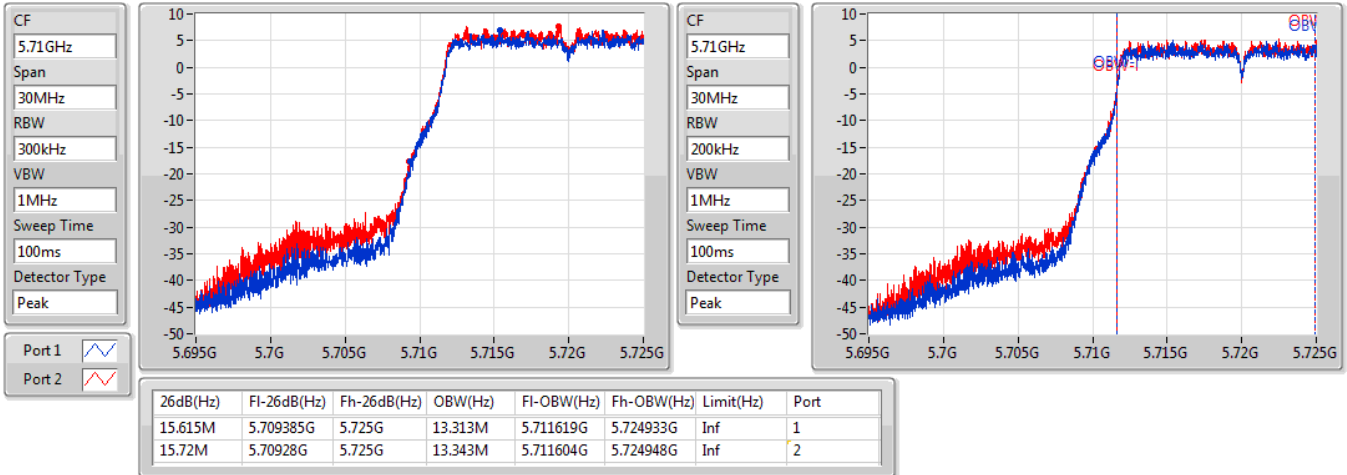 CF
5.71GHz
Span
30MHz
RBW
300kHz
VBW
1MHz
Sweep Time
100ms
Detector Type
Peak
Port 1
Port 2
10
5
0
-5
-10
-15
-20
-25
-30
-35
-40
-45
-50
5.695G 5.7G 5.705G 5.71G 5.715G 5.72G 5.725G
CF
5.71GHz
Span
30MHz
RBW
200kHz
VBW
1MHz
Sweep Time
100ms
Detector Type
Peak
10
5
0
-5
-10
-15
-20
-25
-30
-35
-40
-45
-50
OBW-l
OBV
OBV
5.695G 5.7G 5.705G 5.71G 5.715G 5.72G 5.725G
26dB(Hz) Fl-26dB(Hz) Fh-26dB(Hz) OBW(Hz) Fl-OBW(Hz) Fh-OBW(Hz) Limit(Hz) Port
15.615M 5.709385G 5.725G 13.313M 5.711619G 5.724933G Inf 1
15.72M 5.70928G 5.725G 13.343M 5.711604G 5.724948G Inf 2